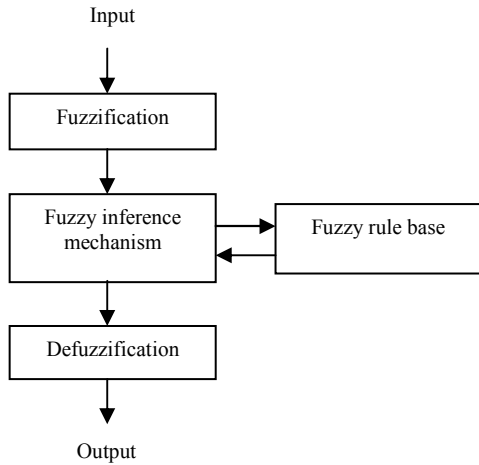 Input
Fuzzification
Fuzzy inference
mechanism
Fuzzy rule base
Defuzzification
Output